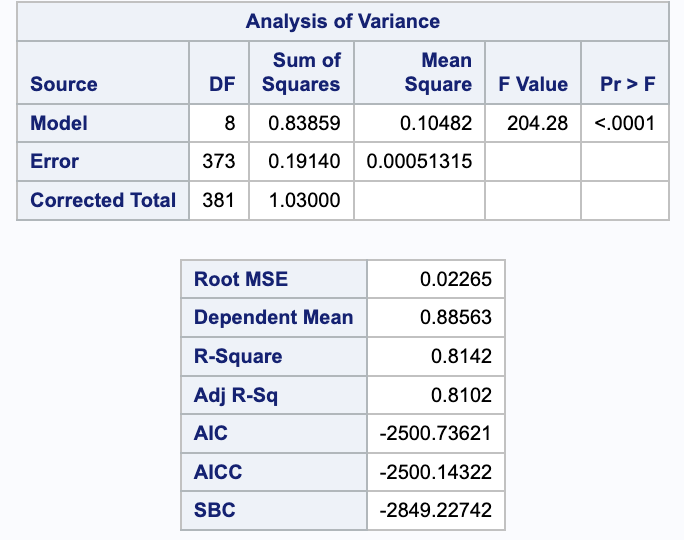 Analysis of Variance
Source DF Sum of Squares Mean Square F Value Pr > F
Model 8 0.83859 0.10482 204.28 <.0001
Error 373 0.19140 0.00051315
Corrected Total 381 1.03000
Root MSE 0.02265
Dependent Mean 0.88563
R-Square 0.8142
Adj R-Sq 0.8102
AIC -2500.73621
AICC -2500.14322
SBC -2849.22742